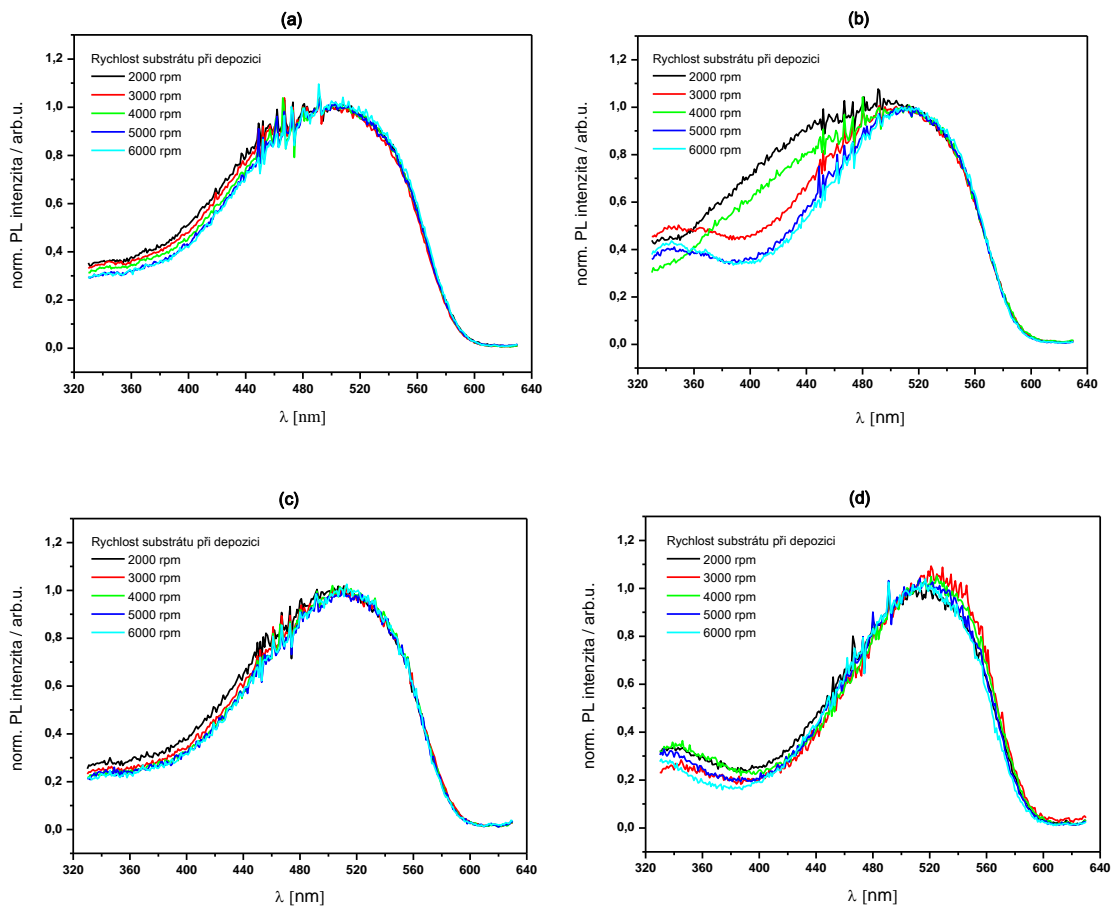 (a)
norm. PL intenzita / arb.u.
Rychlost substrátu při depozici
2000 rpm
3000 rpm
4000 rpm
5000 rpm
6000 rpm
1,2
1,0
0,8
0,6
0,4
0,2
0,0
320 360 400 440 480 520 560 600 640
λ [nm]
(b)
norm. PL intenzita / arb.u.
Rychlost substrátu při depozici
2000 rpm
3000 rpm
4000 rpm
5000 rpm
6000 rpm
1,2
1,0
0,8
0,6
0,4
0,2
0,0
320 360 400 440 480 520 560 600 640
λ [nm]
(c)
norm. PL intenzita / arb.u.
Rychlost substrátu při depozici
2000 rpm
3000 rpm
4000 rpm
5000 rpm
6000 rpm
1,2
1,0
0,8
0,6
0,4
0,2
0,0
320 360 400 440 480 520 560 600 640
λ [nm]
(d)
norm. PL intenzita / arb.u.
Rychlost substrátu při depozici
2000 rpm
3000 rpm
4000 rpm
5000 rpm
6000 rpm
1,2
1,0
0,8
0,6
0,4
0,2
0,0
320 360 400 440 480 520 560 600 640
λ [nm]